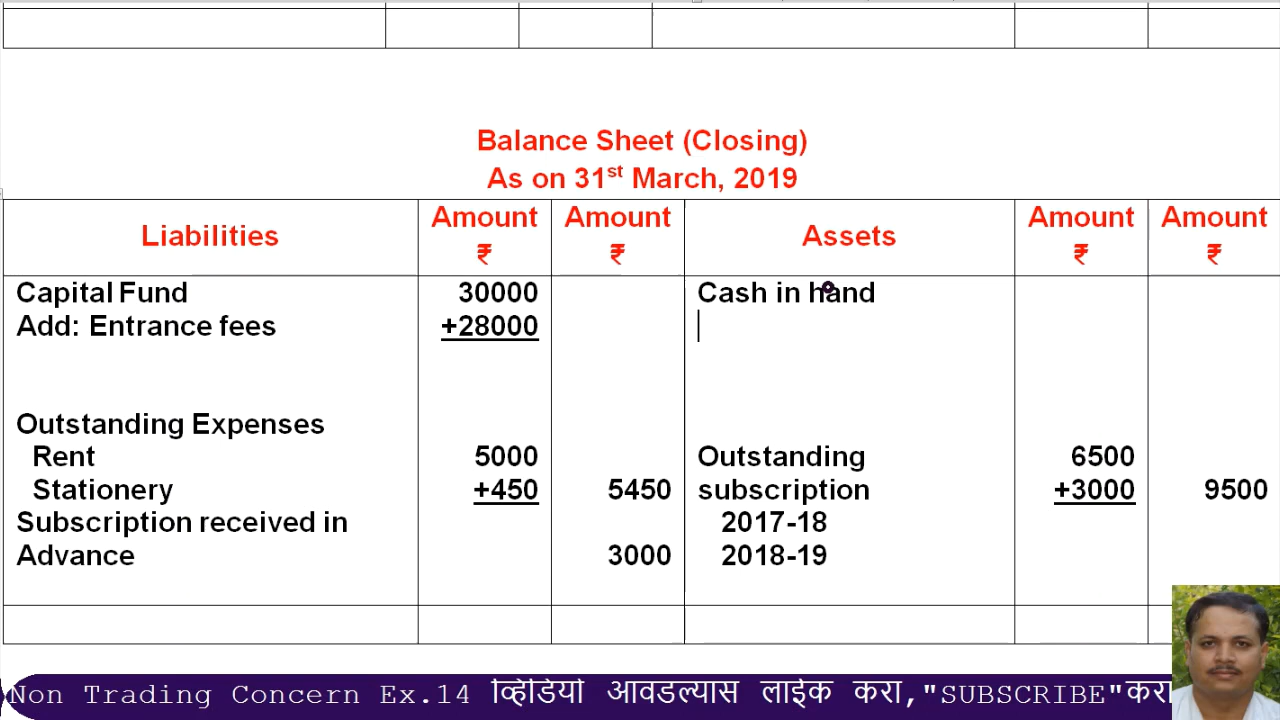 Balance Sheet (Closing)
As on 31st March, 2019
Liabilities Amount ₹ Amount ₹ Assets Amount ₹ Amount ₹
Capital Fund 30000 Cash in hand
Add: Entrance fees +28000
Outstanding Expenses
Rent 5000 Outstanding 6500
Stationery +450 5450 subscription +3000 9500
Subscription received in 2017-18
Advance 3000 2018-19
Non Trading Concern Ex.14 व्हिडियो आवडल्यास लाईक करा,"SUBSCRIBE"करा